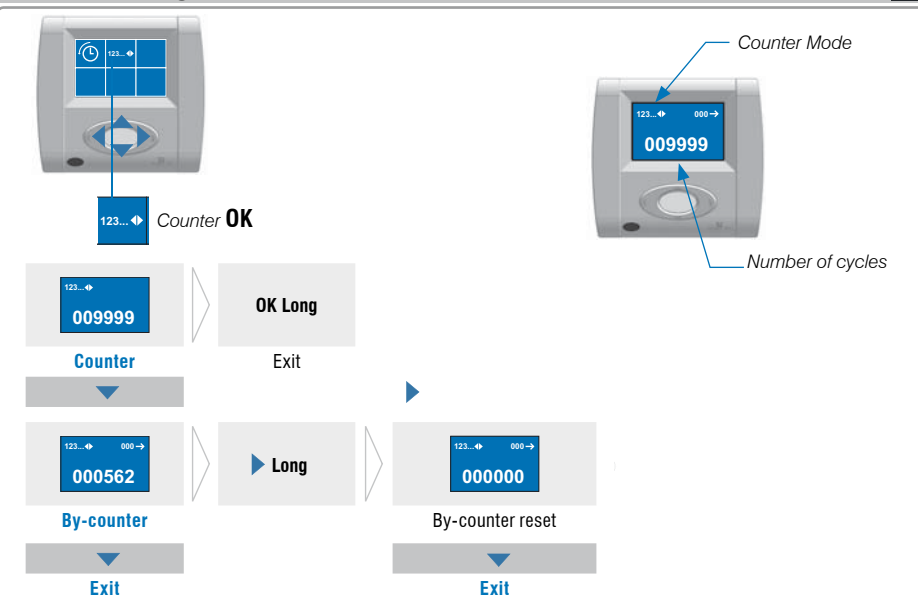 123...
Counter Mode
123... 000→
009999
123... Counter OK
Number of cycles
123...
009999
OK Long
Counter
Exit
123... 000→
000562
Long
123... 000→
000000
By-counter
By-counter reset
Exit
Exit